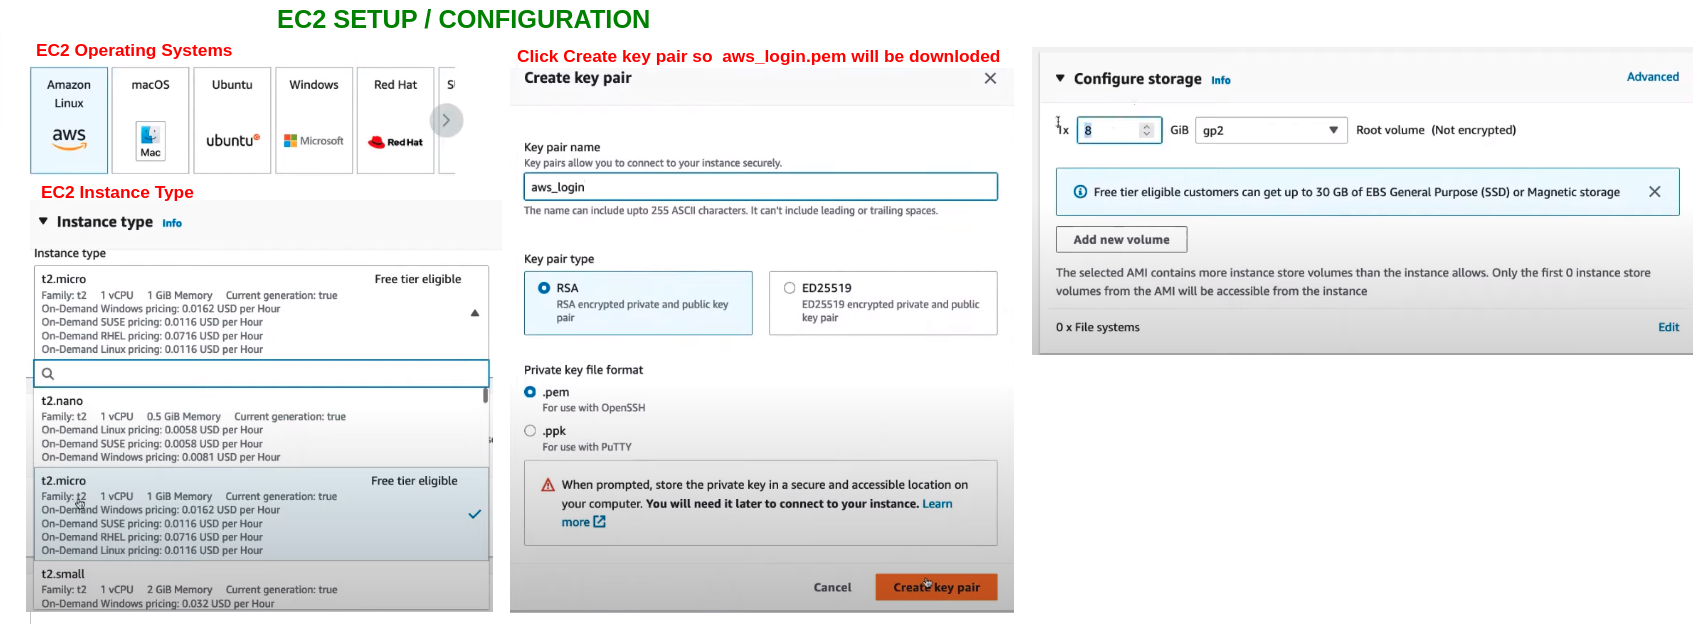 EC2 SETUP / CONFIGURATION
EC2 Operating Systems
Amazon Linux
aws
macOS
Mac
Ubuntu
ubuntu
Windows
Microsoft
Red Hat
Red Hat
EC2 Instance Type
Instance type Info
Instance type
t2.micro Free tier eligible
Family: t2 1 vCPU 1 GiB Memory Current generation: true
On-Demand Windows pricing: 0.0162 USD per Hour
On-Demand SUSE pricing: 0.0116 USD per Hour
On-Demand RHEL pricing: 0.0716 USD per Hour
On-Demand Linux pricing: 0.0116 USD per Hour
t2.nano
Family: t2 1 vCPU 0.5 GiB Memory Current generation: true
On-Demand Linux pricing: 0.0058 USD per Hour
On-Demand SUSE pricing: 0.0058 USD per Hour
On-Demand Windows pricing: 0.0081 USD per Hour
t2.micro Free tier eligible
Family: t2 1 vCPU 1 GiB Memory Current generation: true
On-Demand Windows pricing: 0.0162 USD per Hour
On-Demand SUSE pricing: 0.0116 USD per Hour
On-Demand RHEL pricing: 0.0716 USD per Hour
On-Demand Linux pricing: 0.0116 USD per Hour
t2.small
Family: t2 1 vCPU 2 GiB Memory Current generation: true
On-Demand Windows pricing: 0.032 USD per Hour
Click Create key pair so aws_login.pem will be downloded
Create key pair
Key pair name
Key pairs allow you to connect to your instance securely.
aws_login
The name can include upto 255 ASCII characters. It can't include leading or trailing spaces.
Key pair type
RSA
RSA encrypted private and public key
pair
ED25519
ED25519 encrypted private and public
key pair
Private key file format
.pem
For use with OpenSSH
.ppk
For use with PuTTY
When prompted, store the private key in a secure and accessible location on
your computer. You will need it later to connect to your instance. Learn
more
Cancel Create key pair
Configure storage Info Advanced
1x 8 GiB gp2 Root volume (Not encrypted)
Free tier eligible customers can get up to 30 GB of EBS General Purpose (SSD) or Magnetic storage
Add new volume
The selected AMI contains more instance store volumes than the instance allows. Only the first 0 instance store
volumes from the AMI will be accessible from the instance
0 x File systems Edit